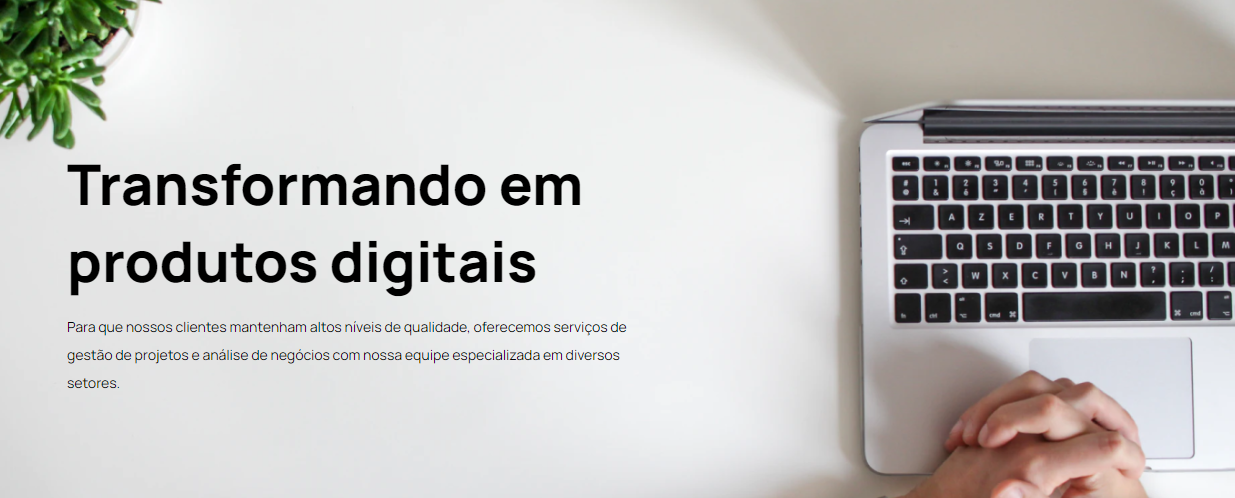 Transformando em
produtos digitais
Para que nossos clientes mantenham altos níveis de qualidade, oferecemos serviços de
gestão de projetos e análise de negócios com nossa equipe especializada em diversos
setores.
A Z E R T Y U I O P
Q S D F G H J K L M
W X C V B N